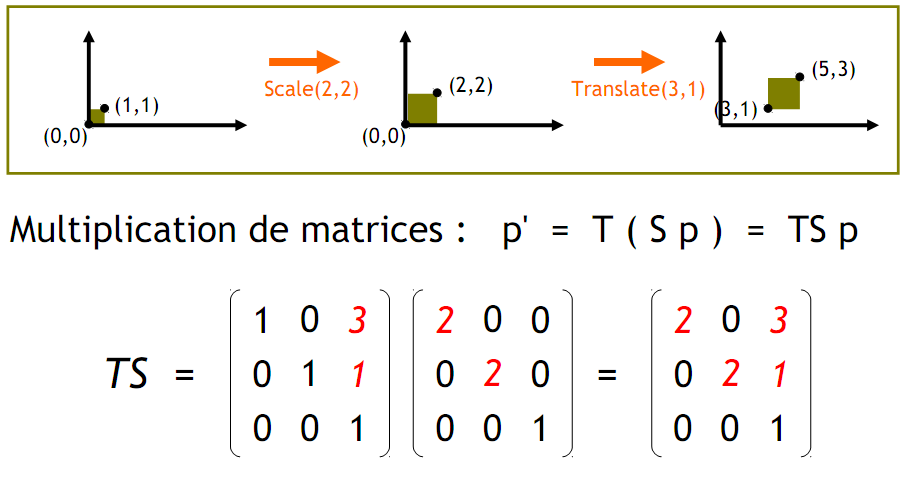 (1,1)
(0,0)
Scale(2,2)
(2,2)
(0,0)
Translate(3,1)
(5,3)
(3,1)
Multiplication de matrices : p' = T ( S p ) = TS p
1 0 3 2 0 0 2 0 3
TS = 0 1 1 0 2 0 = 0 2 1
0 0 1 0 0 1 0 0 1